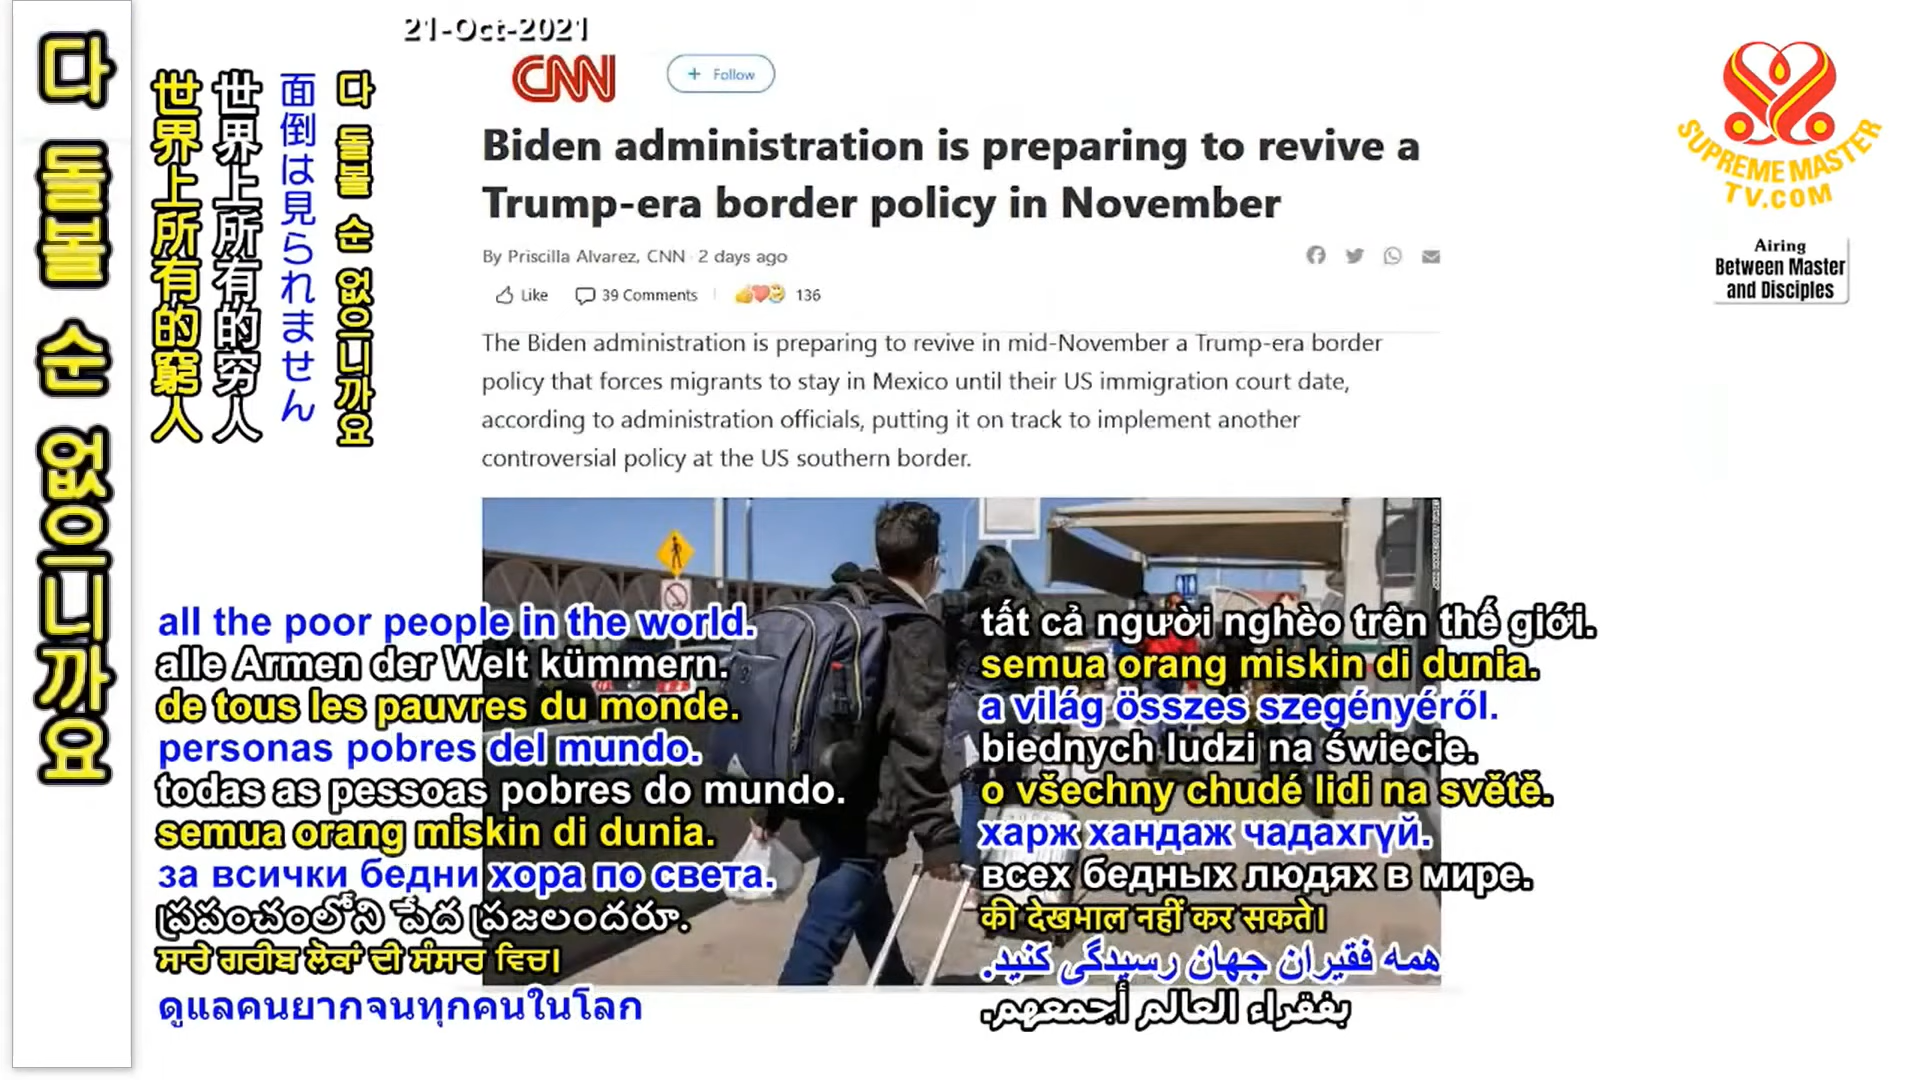 21-Oct-2021
CNN
+ Follow
Biden administration is preparing to revive a
Trump-era border policy in November
By Priscilla Alvarez, CNN · 2 days ago
Like
39 Comments
136
The Biden administration is preparing to revive in mid-November a Trump-era border
policy that forces migrants to stay in Mexico until their US immigration court date,
according to administration officials, putting it on track to implement another
controversial policy at the US southern border.
SUPREME MASTER
TV.COM
Airing
Between Master
and Disciples
다 돌볼 순 없으니까요
世界上所有的窮人
世界上所有的穷人
面倒は見られません
다 돌볼 순 없으니까요
all the poor people in the world.
alle Armen der Welt kümmern.
de tous les pauvres du monde.
personas pobres del mundo.
todas as pessoas pobres do mundo.
semua orang miskin di dunia.
за всички бедни хора по света.
ప్రపంచంలోని పేద ప్రజలందరూ.
ਸਾਰੇ ਗਰੀਬ ਲੋਕਾਂ ਦੀ ਸੰਸਾਰ ਵਿਚ।
ดูแลคนยากจนทุกคนในโลก
tất cả người nghèo trên thế giới.
semua orang miskin di dunia.
a világ összes szegényéről.
biednych ludzi na świecie.
o všechny chudé lidi na světě.
харж хандаж чадахгүй.
всех бедных людях в мире.
की देखभाल नहीं कर सकते।
همه فقیران جهان رسیدگی کنید.
بفقراء العالم أجمعهم.